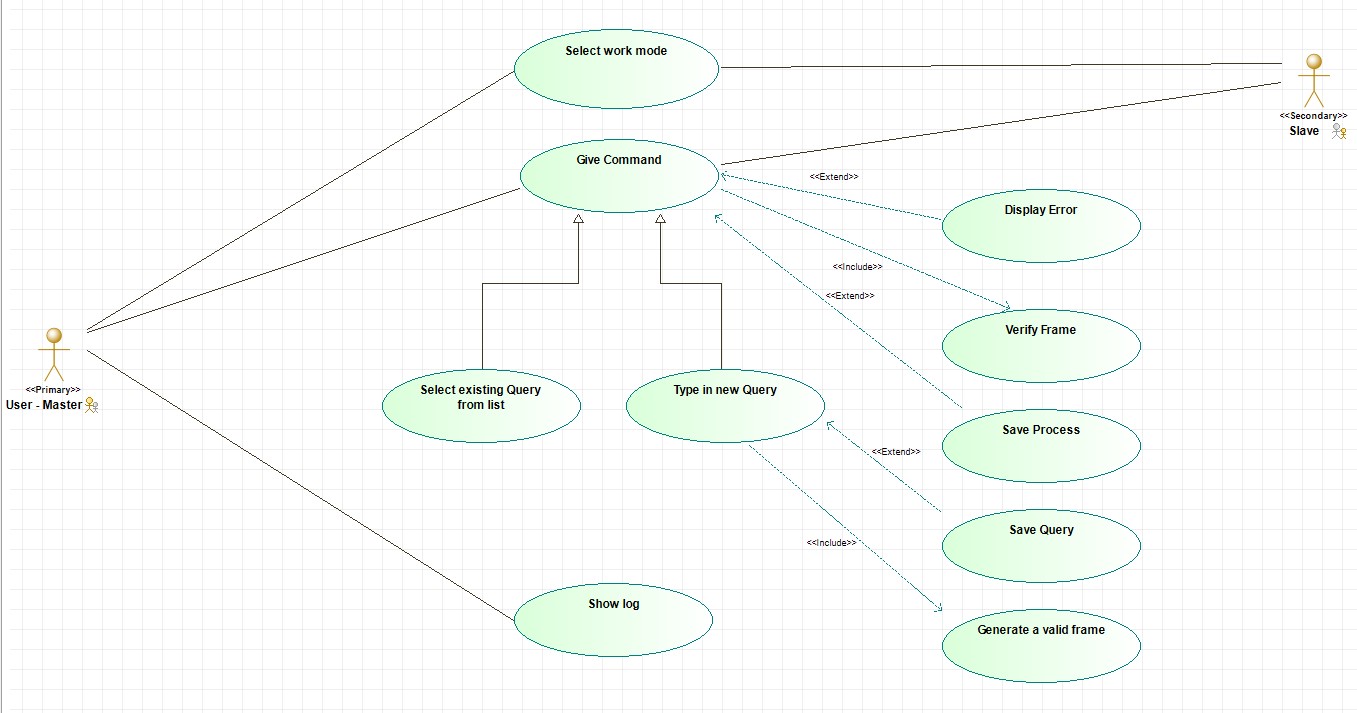 Select work mode
<<Secondary>>
Slave
Give Command
<<Extend>>
Display Error
<<Include>>
<<Extend>>
Verify Frame
<<Primary>>
User - Master
Select existing Query
from list
Type in new Query
Save Process
<<Extend>>
Save Query
<<Include>>
Show log
Generate a valid frame